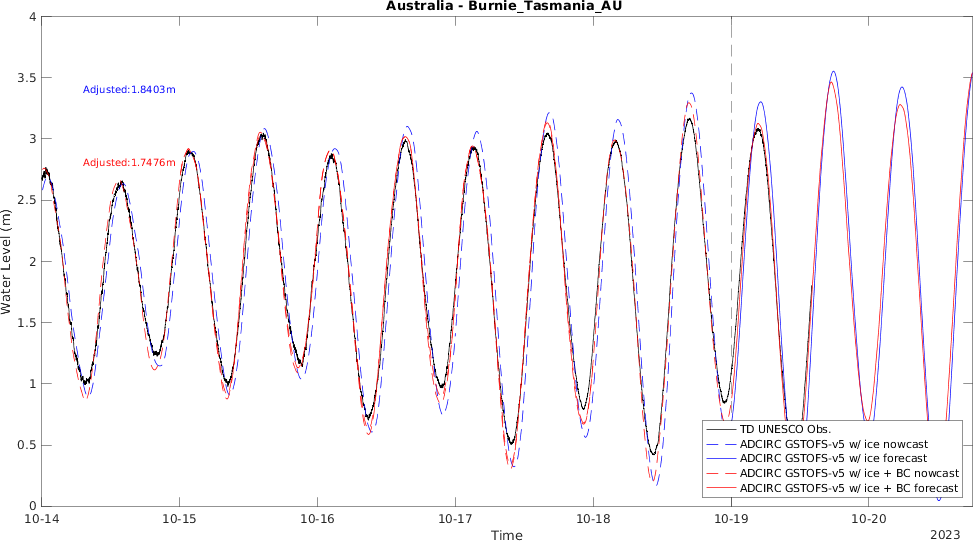 Australia - Burnie_Tasmania_AU
4
3.5
3
2.5
2
1.5
1
0.5
0
Water Level (m)
Adjusted:1.8403m
Adjusted:1.7476m
TD UNESCO Obs.
ADCIRC GSTOFS-v5 w/ ice nowcast
ADCIRC GSTOFS-v5 w/ ice forecast
ADCIRC GSTOFS-v5 w/ ice + BC nowcast
ADCIRC GSTOFS-v5 w/ ice + BC forecast
10-14 10-15 10-16 10-17 10-18 10-19 10-20
Time
2023